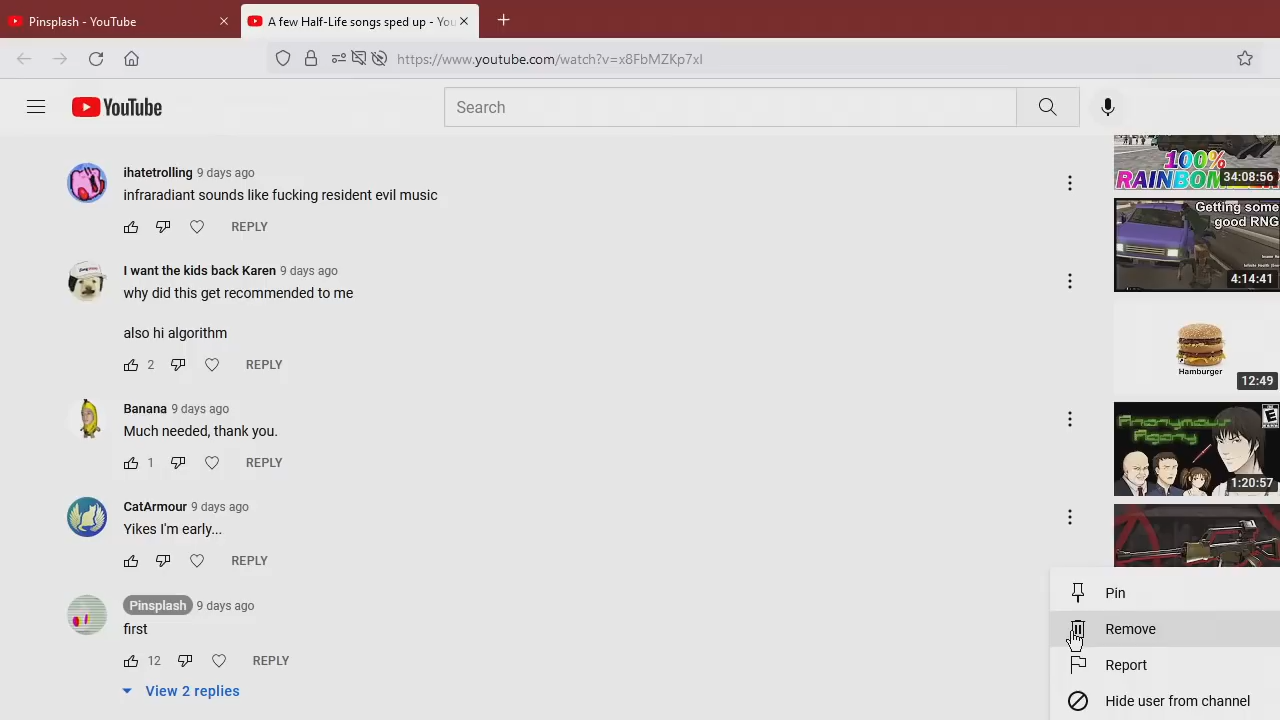 Pinsplash - YouTube
A few Half-Life songs sped up - You
https://www.youtube.com/watch?v=x8FbMZKp7xI
YouTube
Search
ihatetrolling 9 days ago
infraradiant sounds like fucking resident evil music
REPLY
I want the kids back Karen 9 days ago
why did this get recommended to me
also hi algorithm
2 REPLY
Banana 9 days ago
Much needed, thank you.
1 REPLY
CatArmour 9 days ago
Yikes I'm early...
REPLY
Pinsplash 9 days ago
first
12 REPLY
View 2 replies
100%
34:08:56
Getting some
good RNG
4:14:41
Hamburger
12:49
Anonymous
Agony
E
1:20:57
Pin
Remove
Report
Hide user from channel